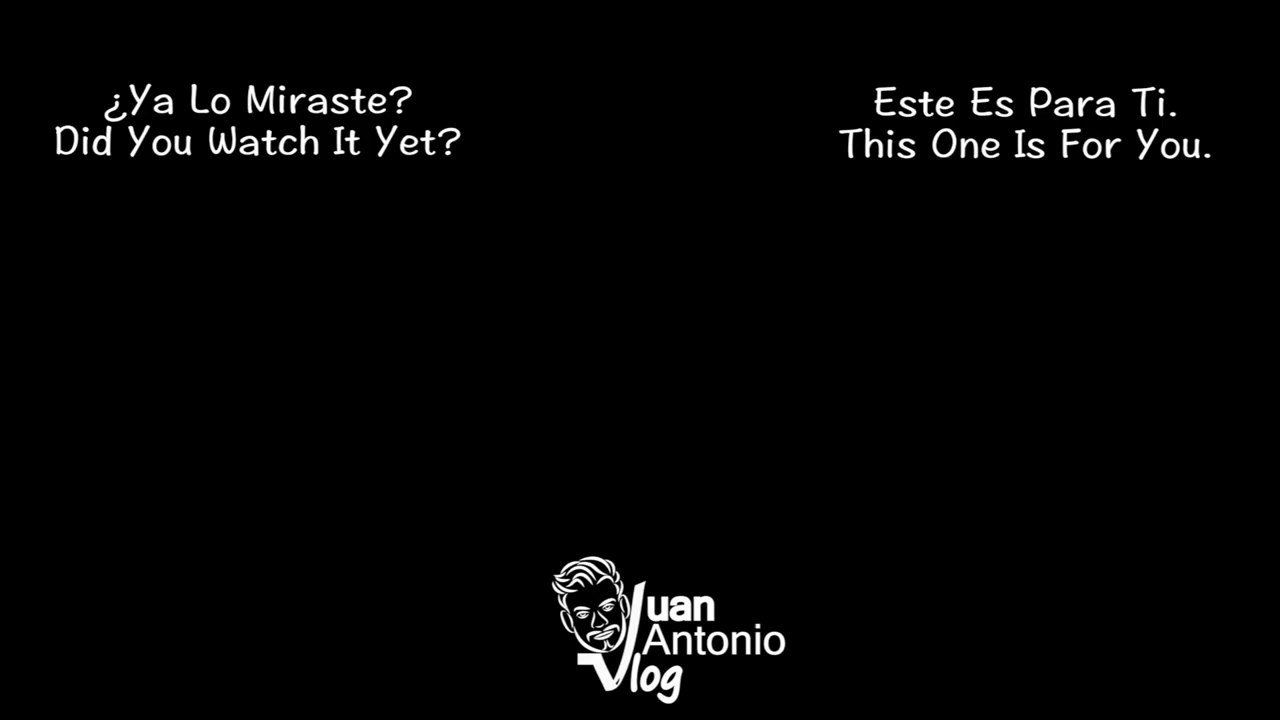 ¿Ya Lo Miraste?
Did You Watch It Yet?
Este Es Para Ti.
This One Is For You.
Juan
Antonio
Vlog